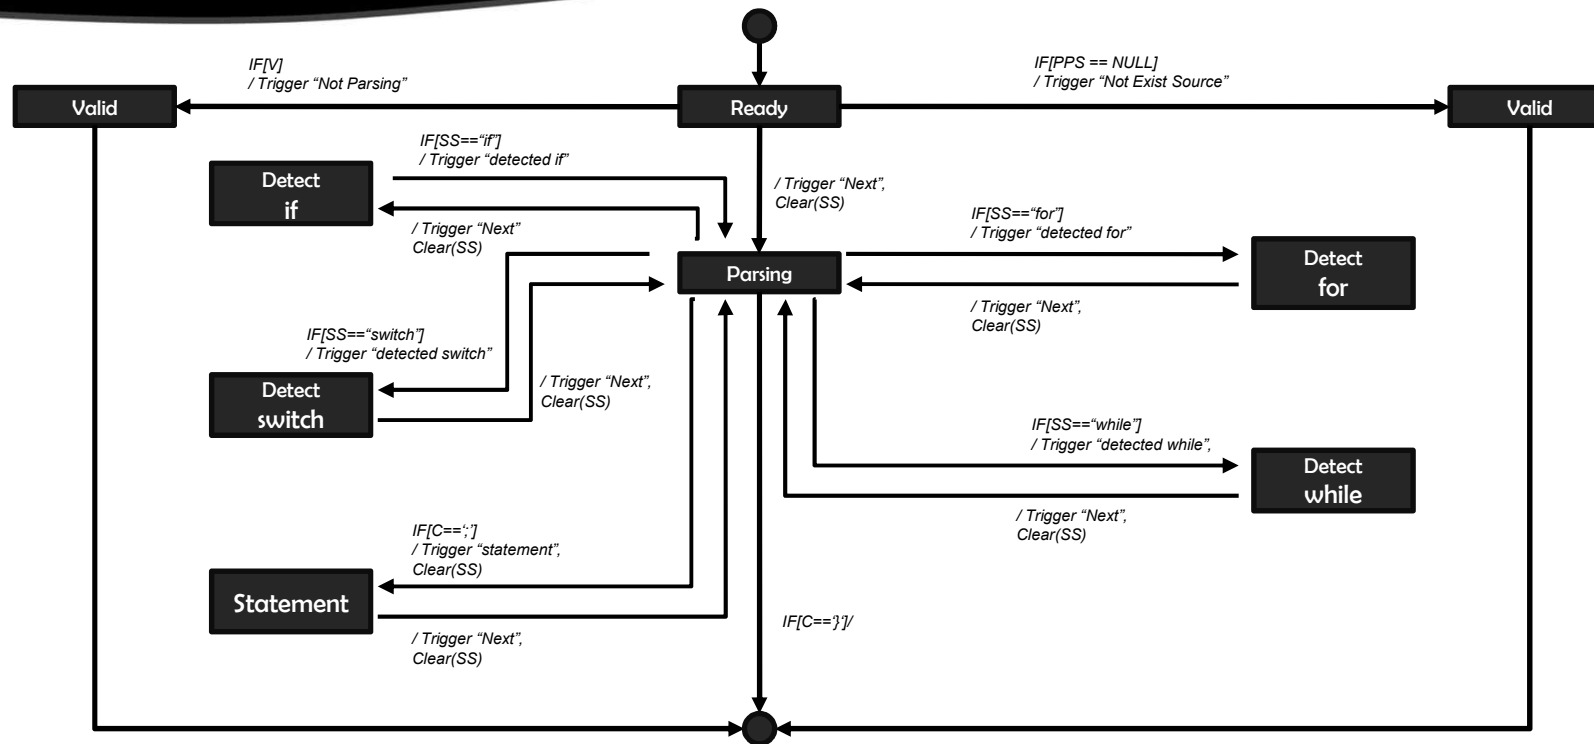 IF[V]
/ Trigger “Not Parsing”
IF[PPS == NULL]
/ Trigger “Not Exist Source”
Valid
Ready
Valid
IF[SS==“if”]
/ Trigger “detected if”
Detect
if
/ Trigger “Next”,
Clear(SS)
/ Trigger “Next”
Clear(SS)
IF[SS==“for”]
/ Trigger “detected for”
Parsing
Detect
for
/ Trigger “Next”,
Clear(SS)
IF[SS==“switch”]
/ Trigger “detected switch”
Detect
switch
/ Trigger “Next”,
Clear(SS)
IF[SS==“while”]
/ Trigger “detected while”,
Detect
while
/ Trigger “Next”,
Clear(SS)
IF[C==‘;’]
/ Trigger “statement”,
Clear(SS)
Statement
/ Trigger “Next”,
Clear(SS)
IF[C==‘}‘]/